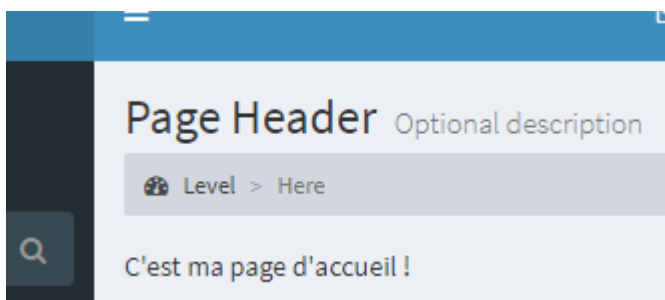 Page Header Optional description
Level > Here
C'est ma page d'accueil !